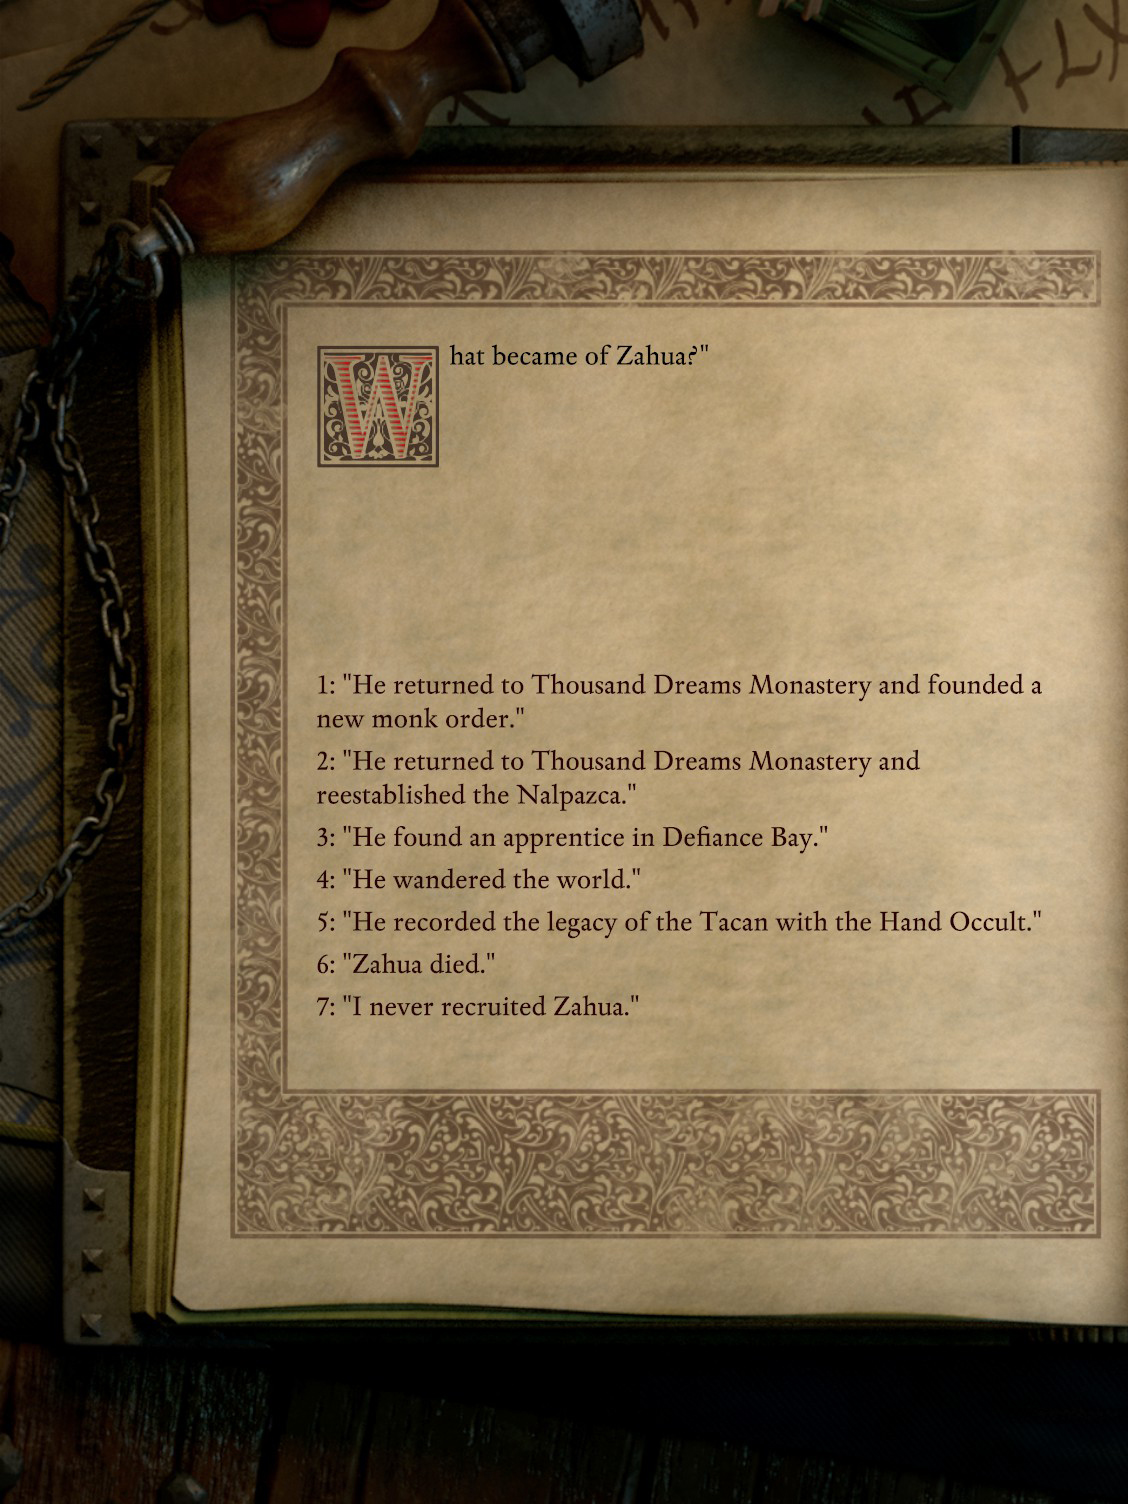 What became of Zahua?"
1: "He returned to Thousand Dreams Monastery and founded a
new monk order."
2: "He returned to Thousand Dreams Monastery and
reestablished the Nalpazca."
3: "He found an apprentice in Defiance Bay."
4: "He wandered the world."
5: "He recorded the legacy of the Tacan with the Hand Occult."
6: "Zahua died."
7: "I never recruited Zahua."